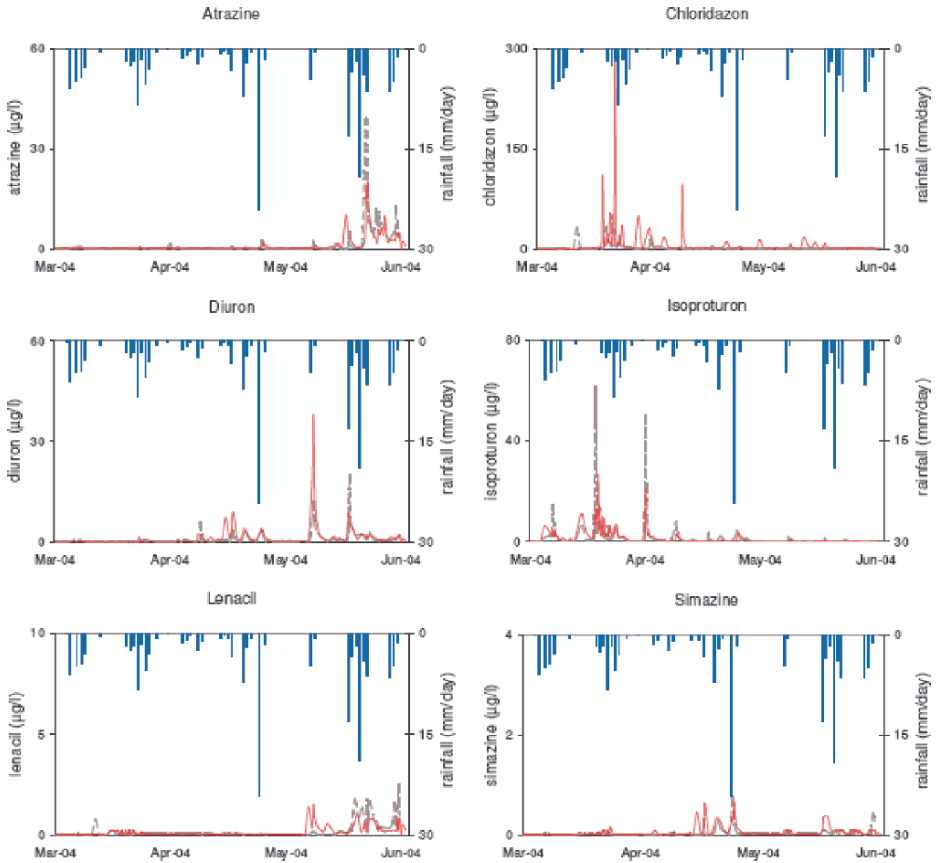 Atrazine
Chloridazon
60
0
300
0
30
15
150
15
0
30
0
30
atrazine (µg/l)
rainfall (mm/day)
chloridazon (µg/l)
rainfall (mm/day)
Mar-04 Apr-04 May-04 Jun-04
Mar-04 Apr-04 May-04 Jun-04
Diuron
Isoproturon
60
0
80
0
30
15
40
15
0
30
0
30
diuron (µg/l)
rainfall (mm/day)
isoproturon (µg/l)
rainfall (mm/day)
Mar-04 Apr-04 May-04 Jun-04
Mar-04 Apr-04 May-04 Jun-04
Lenacil
Simazine
10
0
4
0
5
15
2
15
0
30
0
30
lenacil (µg/l)
rainfall (mm/day)
simazine (µg/l)
rainfall (mm/day)
Mar-04 Apr-04 May-04 Jun-04
Mar-04 Apr-04 May-04 Jun-04